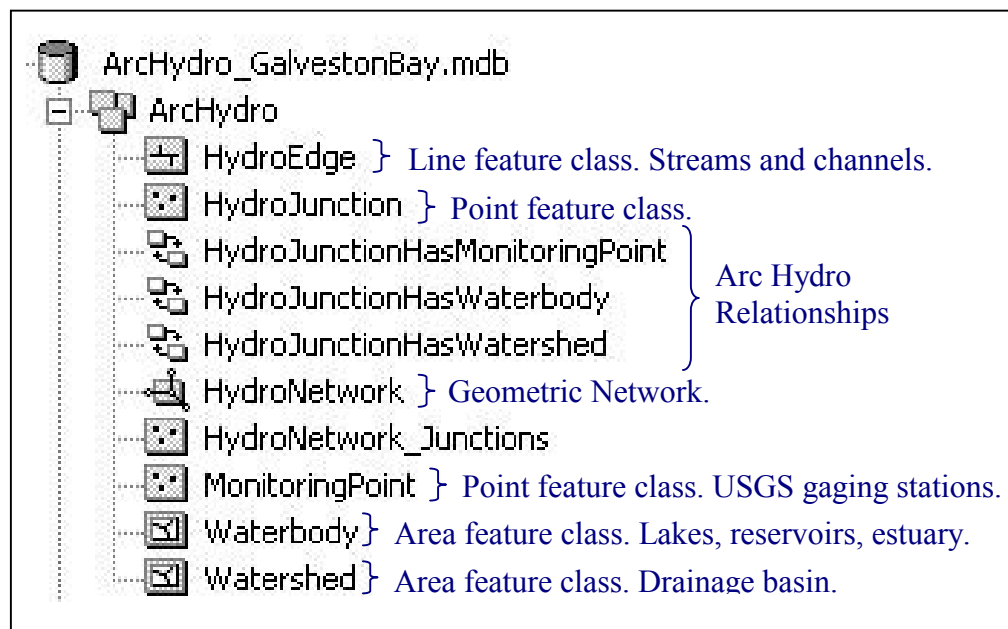 ArcHydro_GalvestonBay.mdb
ArcHydro
HydroEdge } Line feature class. Streams and channels.
HydroJunction } Point feature class.
HydroJunctionHasMonitoringPoint
HydroJunctionHasWaterbody
HydroJunctionHasWatershed
Arc Hydro
Relationships
HydroNetwork } Geometric Network.
HydroNetwork_Junctions
MonitoringPoint } Point feature class. USGS gaging stations.
Waterbody } Area feature class. Lakes, reservoirs, estuary.
Watershed } Area feature class. Drainage basin.